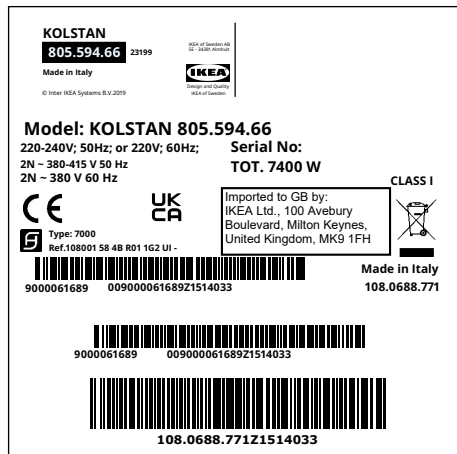 KOLSTAN
805.594.66 23199
Made in Italy
© Inter IKEA Systems B.V.2019
IKEA of Sweden AB
SE - 34381 Älmhult
IKEA
Design and Quality
IKEA of Sweden
Model: KOLSTAN 805.594.66
220-240V; 50Hz; or 220V; 60Hz;
2N ~ 380-415 V 50 Hz
2N ~ 380 V 60 Hz
Serial No:
TOT. 7400 W
CLASS I
CE
UK
CA
Imported to GB by:
IKEA Ltd., 100 Avebury
Boulevard, Milton Keynes,
United Kingdom, MK9 1FH
Type: 7000
Ref.108001 58 4B R01 1G2 UI -
Made in Italy
108.0688.771
9000061689 009000061689Z1514033
9000061689 009000061689Z1514033
108.0688.771Z1514033